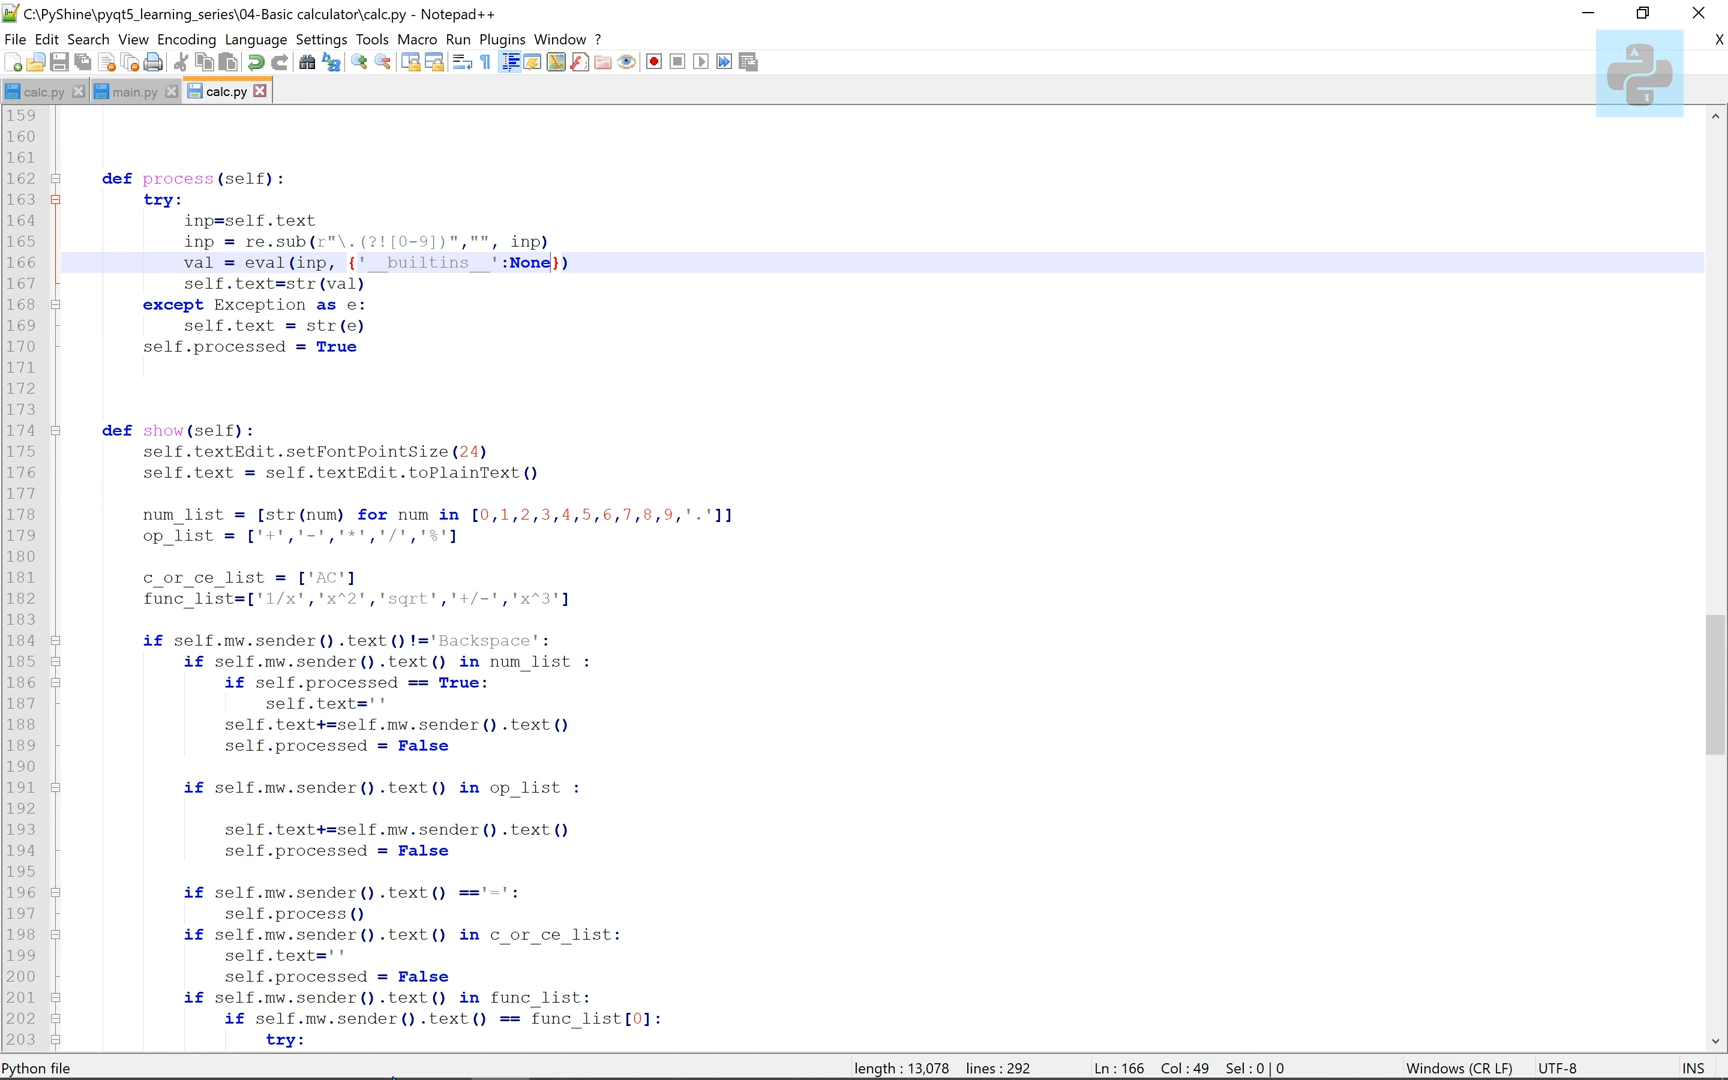 C:\PyShine\pyqt5_learning_series\04-Basic calculator\calc.py - Notepad++
File Edit Search View Encoding Language Settings Tools Macro Run Plugins Window ? X
calc.py main.py calc.py
159
160
161
162 def process(self):
163 try:
164 inp=self.text
165 inp = re.sub(r"\.(?![0-9])","", inp)
166 val = eval(inp, {'__builtins__':None})
167 self.text=str(val)
168 except Exception as e:
169 self.text = str(e)
170 self.processed = True
171
172
173
174 def show(self):
175 self.textEdit.setFontPointSize(24)
176 self.text = self.textEdit.toPlainText()
177
178 num_list = [str(num) for num in [0,1,2,3,4,5,6,7,8,9,'.']]
179 op_list = ['+','-','*','/','%']
180
181 c_or_ce_list = ['AC']
182 func_list=['1/x','x^2','sqrt','+/-','x^3']
183
184 if self.mw.sender().text()!='Backspace':
185 if self.mw.sender().text() in num_list :
186 if self.processed == True:
187 self.text=''
188 self.text+=self.mw.sender().text()
189 self.processed = False
190
191 if self.mw.sender().text() in op_list :
192
193 self.text+=self.mw.sender().text()
194 self.processed = False
195
196 if self.mw.sender().text() =='=':
197 self.process()
198 if self.mw.sender().text() in c_or_ce_list:
199 self.text=''
200 self.processed = False
201 if self.mw.sender().text() in func_list:
202 if self.mw.sender().text() == func_list[0]:
203 try:
Python file length : 13,078 lines : 292 Ln : 166 Col : 49 Sel : 0 | 0 Windows (CR LF) UTF-8 INS